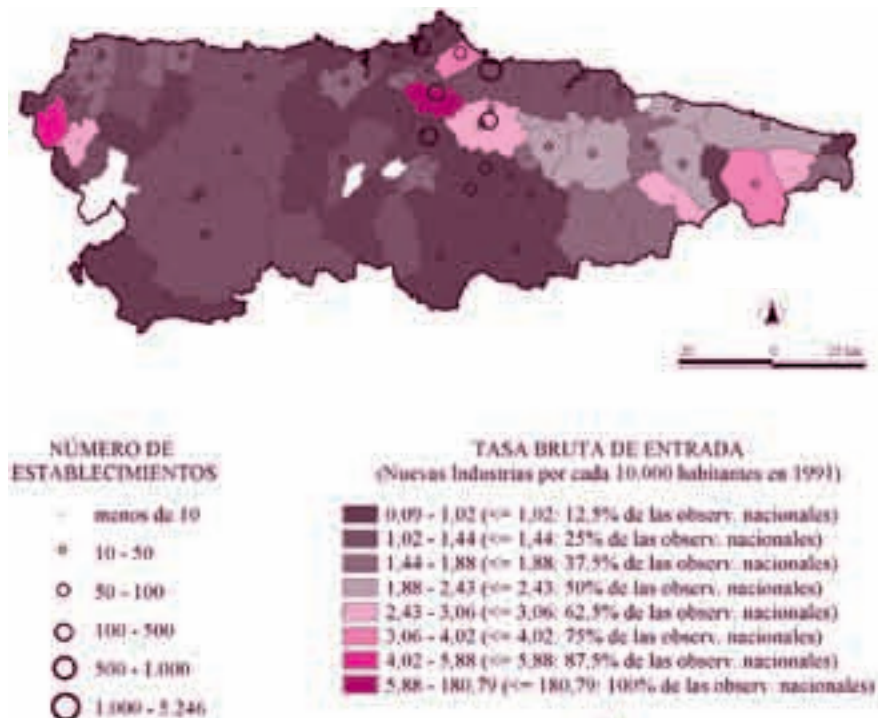 20 0 20 km
NÚMERO DE
ESTABLECIMIENTOS
menos de 10
10 - 50
50 - 100
100 - 500
500 - 1.000
1.000 - 5.246
TASA BRUTA DE ENTRADA
(Nuevas Industrias por cada 10.000 habitantes en 1991)
0,09 - 1,02 (<= 1,02: 12,5% de las observ. nacionales)
1,02 - 1,44 (<= 1,44: 25% de las observ. nacionales)
1,44 - 1,88 (<= 1,88: 37,5% de las observ. nacionales)
1,88 - 2,43 (<= 2,43: 50% de las observ. nacionales)
2,43 - 3,06 (<= 3,06: 62,5% de las observ. nacionales)
3,06 - 4,02 (<= 4,02: 75% de las observ. nacionales)
4,02 - 5,88 (<= 5,88: 87,5% de las observ. nacionales)
5,88 - 180,79 (<= 180,79: 100% de las observ. nacionales)